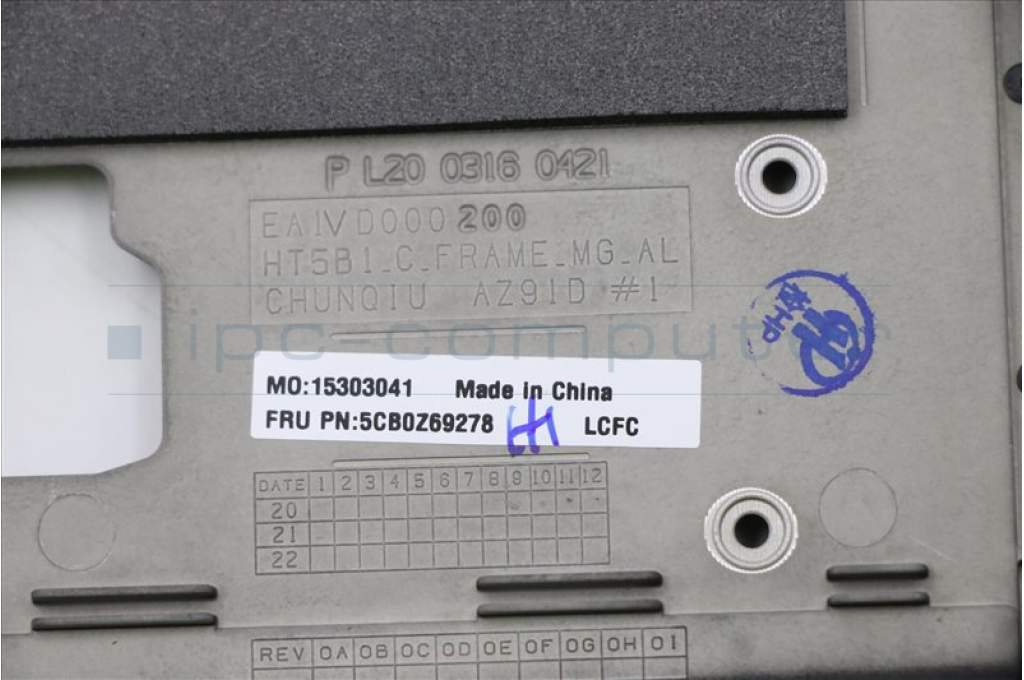 P L20 0316 0421
EAIVD000200
HT5B1_C_FRAME_MG_AL
CHUNQIU AZ91D #1
ipc-computer
MO:15303041 Made in China
FRU PN:5CB0Z69278 LCFC
DATE 1 2 3 4 5 6 7 8 9 10 11 12
20
21
22
REV 0A 0B 0C 0D 0E 0F 0G 0H 0I